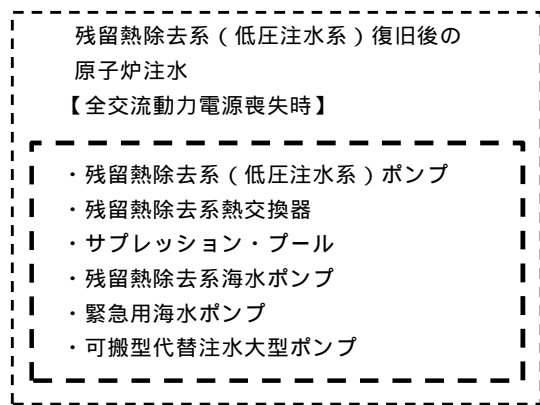 残留熱除去系(低圧注水系)復旧後の
原子炉注水
【全交流動力電源喪失時】
・残留熱除去系(低圧注水系)ポンプ
・残留熱除去系熱交換器
・サプレッション・プール
・残留熱除去系海水ポンプ
・緊急用海水ポンプ
・可搬型代替注水大型ポンプ